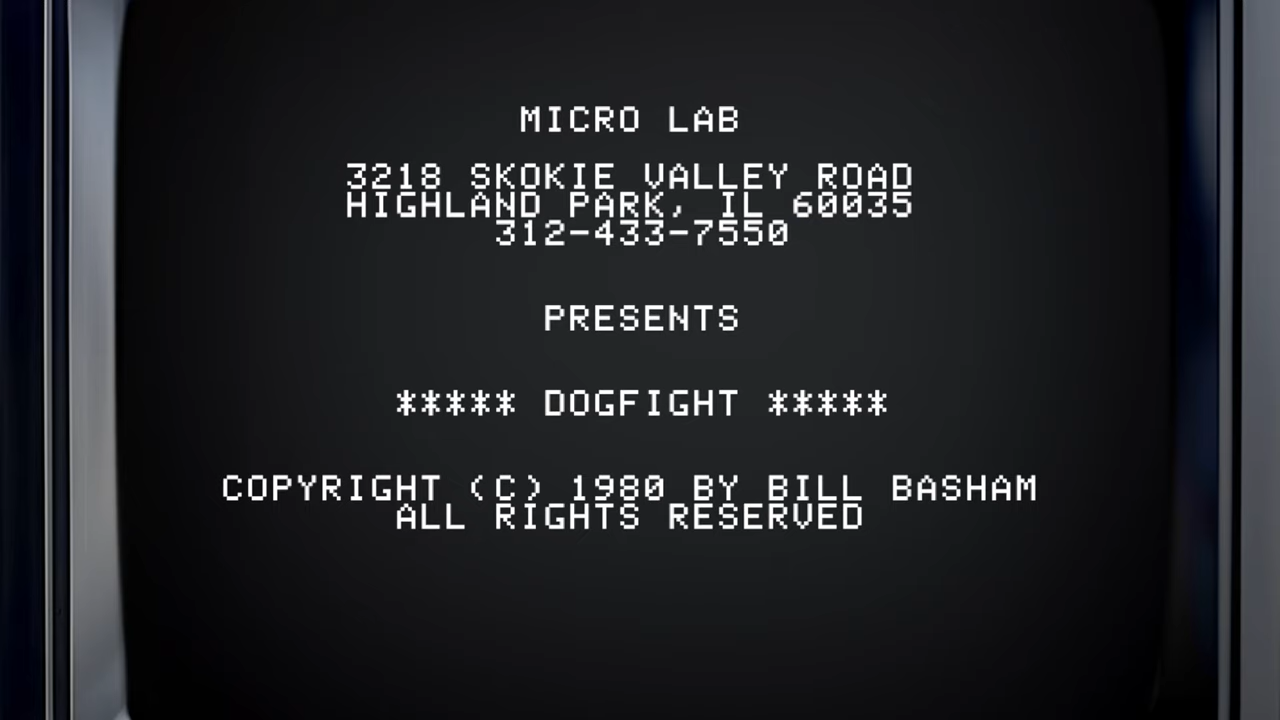 MICRO LAB
3218 SKOKIE VALLEY ROAD
HIGHLAND PARK, IL 60035
312-433-7550
PRESENTS
***** DOGFIGHT *****
COPYRIGHT (C) 1980 BY BILL BASHAM
ALL RIGHTS RESERVED